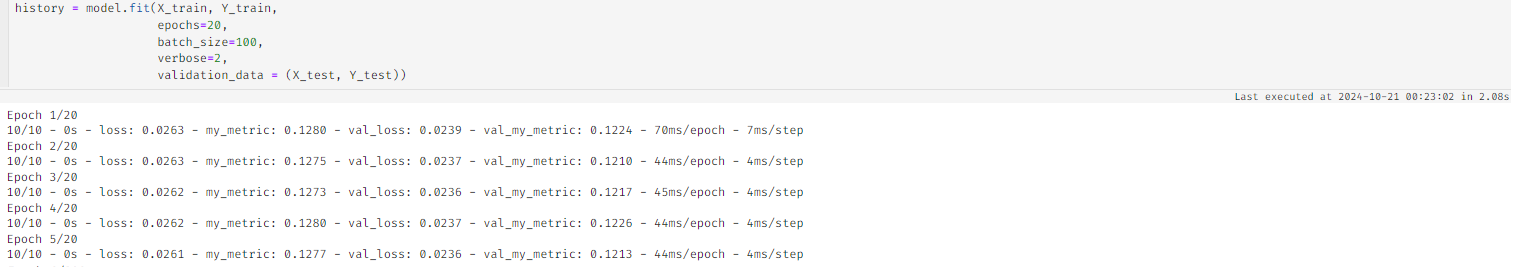 history = model.fit(X_train, Y_train,
epochs=20,
batch_size=100,
verbose=2,
validation_data = (X_test, Y_test))
Last executed at 2024-10-21 00:23:02 in 2.08s
Epoch 1/20
10/10 - 0s - loss: 0.0263 - my_metric: 0.1280 - val_loss: 0.0239 - val_my_metric: 0.1224 - 70ms/epoch - 7ms/step
Epoch 2/20
10/10 - 0s - loss: 0.0263 - my_metric: 0.1275 - val_loss: 0.0237 - val_my_metric: 0.1210 - 44ms/epoch - 4ms/step
Epoch 3/20
10/10 - 0s - loss: 0.0262 - my_metric: 0.1273 - val_loss: 0.0236 - val_my_metric: 0.1217 - 45ms/epoch - 4ms/step
Epoch 4/20
10/10 - 0s - loss: 0.0262 - my_metric: 0.1280 - val_loss: 0.0237 - val_my_metric: 0.1226 - 44ms/epoch - 4ms/step
Epoch 5/20
10/10 - 0s - loss: 0.0261 - my_metric: 0.1277 - val_loss: 0.0236 - val_my_metric: 0.1213 - 44ms/epoch - 4ms/step